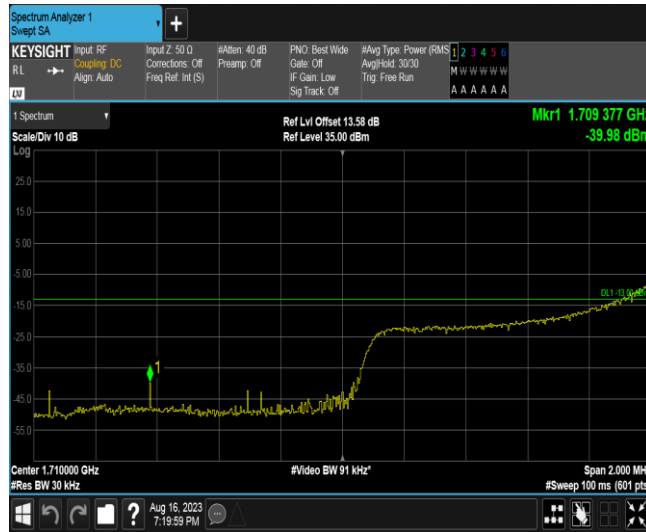 Spectrum Analyzer 1
Swept SA
KEYSIGHT
RL
LXI
Input: RF
Coupling: DC
Align: Auto
Input Z: 50 Ω
Corrections: Off
Freq Ref: Int (S)
#Atten: 40 dB
Preamp: Off
PNO: Best Wide
Gate: Off
IF Gain: Low
Sig Track: Off
#Avg Type: Power (RMS
Avg|Hold: 30/30
Trig: Free Run
1 2 3 4 5 6
M W W W W W
A A A A A A
1 Spectrum
Scale/Div 10 dB
Ref Lvl Offset 13.58 dB
Ref Level 35.00 dBm
Mkr1 1.709 377 GHz
-39.98 dBm
Log
25.0
15.0
5.00
-5.00
DL1 -13.00 dBm
-15.0
-25.0
-35.0
1
-45.0
-55.0
Center 1.710000 GHz
#Video BW 91 kHz*
Span 2.000 MH
#Res BW 30 kHz
#Sweep 100 ms (601 pts
?
Aug 16, 2023
7:19:59 PM